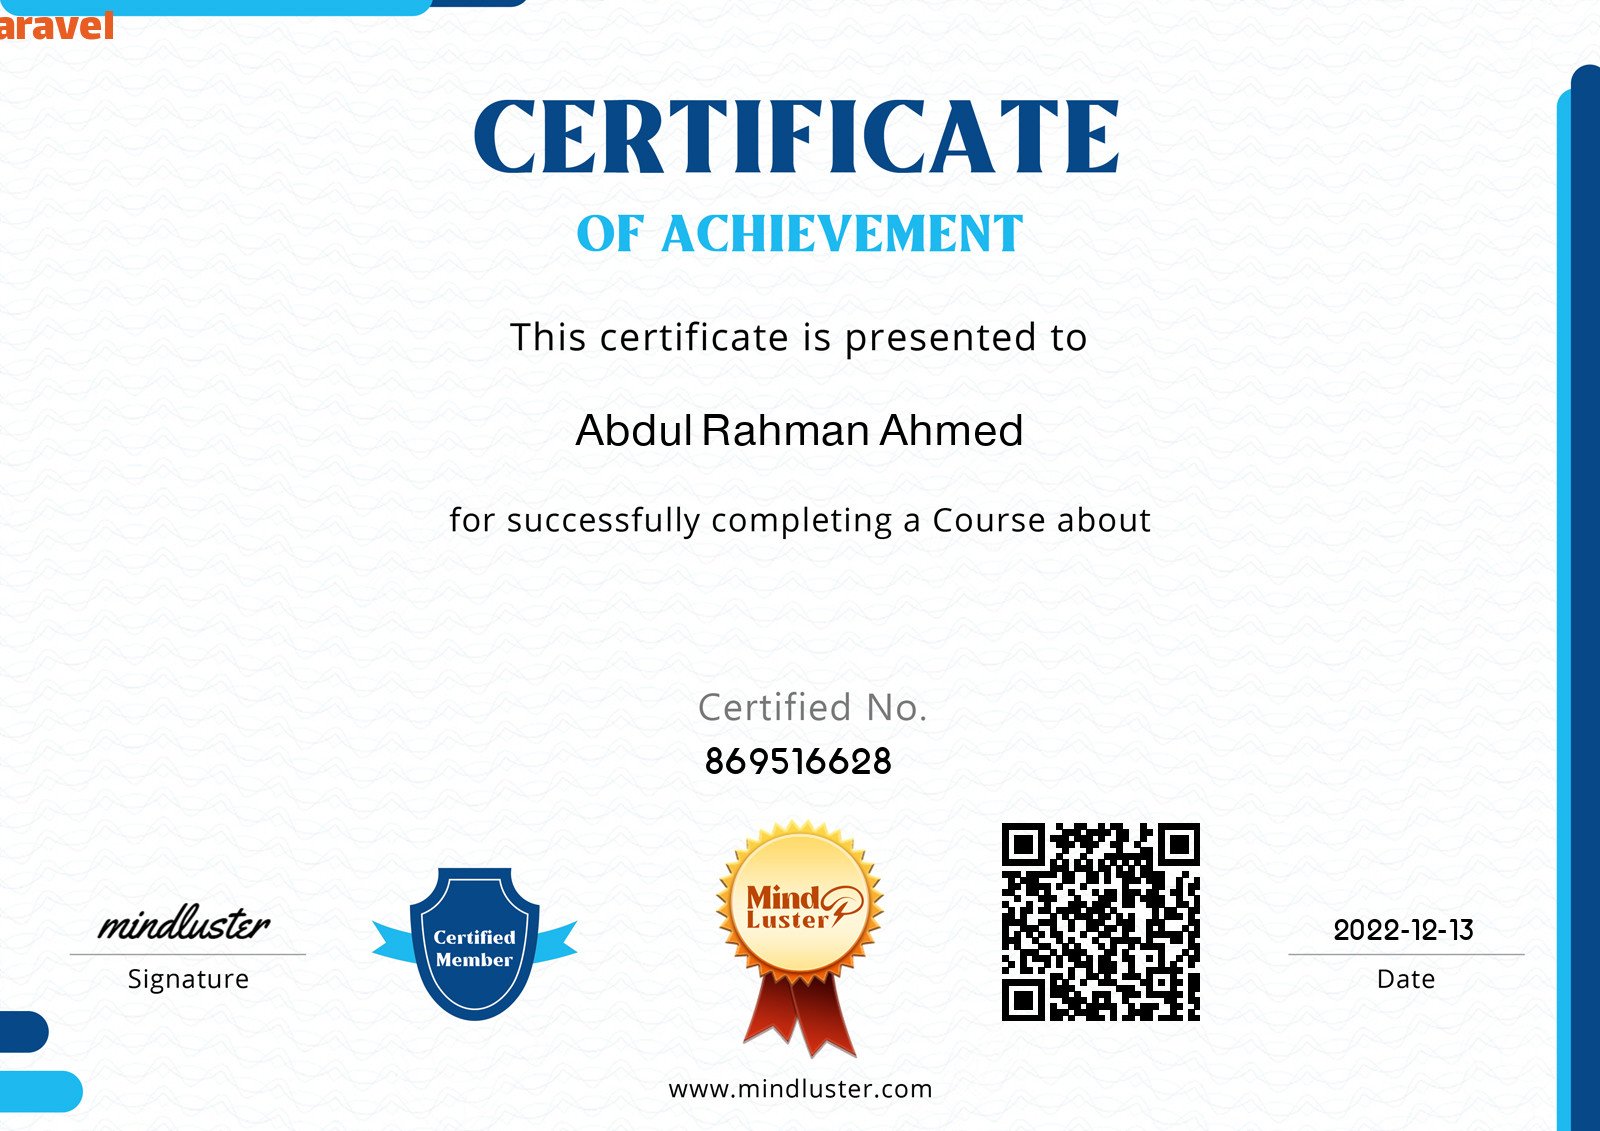 aravel
CERTIFICATE
OF ACHIEVEMENT
This certificate is presented to
Abdul Rahman Ahmed
for successfully completing a Course about
Certified No.
869516628
mindluster
Signature
Certified
Member
Mind
Luster
2022-12-13
Date
www.mindluster.com